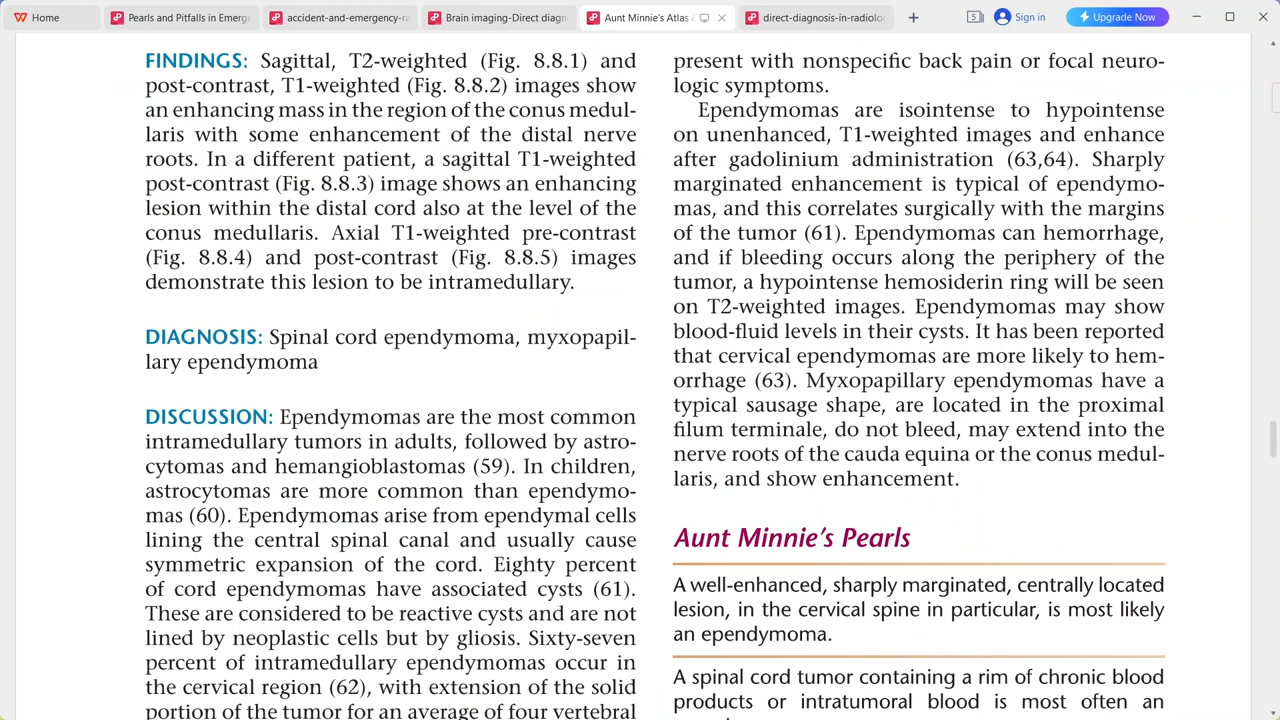 Home
Pearls and Pitfalls in Emerg
accident-and-emergency-ra
Brain imaging-Direct diagn
Aunt Minnie's Atlas &
direct-diagnosis-in-radiolo
+
5
Sign in
Upgrade Now
FINDINGS: Sagittal, T2-weighted (Fig. 8.8.1) and
post-contrast, T1-weighted (Fig. 8.8.2) images show
an enhancing mass in the region of the conus medul-
laris with some enhancement of the distal nerve
roots. In a different patient, a sagittal T1-weighted
post-contrast (Fig. 8.8.3) image shows an enhancing
lesion within the distal cord also at the level of the
conus medullaris. Axial T1-weighted pre-contrast
(Fig. 8.8.4) and post-contrast (Fig. 8.8.5) images
demonstrate this lesion to be intramedullary.
DIAGNOSIS: Spinal cord ependymoma, myxopapil-
lary ependymoma
DISCUSSION: Ependymomas are the most common
intramedullary tumors in adults, followed by astro-
cytomas and hemangioblastomas (59). In children,
astrocytomas are more common than ependymo-
mas (60). Ependymomas arise from ependymal cells
lining the central spinal canal and usually cause
symmetric expansion of the cord. Eighty percent
of cord ependymomas have associated cysts (61).
These are considered to be reactive cysts and are not
lined by neoplastic cells but by gliosis. Sixty-seven
percent of intramedullary ependymomas occur in
the cervical region (62), with extension of the solid
portion of the tumor for an average of four vertebral
present with nonspecific back pain or focal neuro-
logic symptoms.
Ependymomas are isointense to hypointense
on unenhanced, T1-weighted images and enhance
after gadolinium administration (63,64). Sharply
marginated enhancement is typical of ependymo-
mas, and this correlates surgically with the margins
of the tumor (61). Ependymomas can hemorrhage,
and if bleeding occurs along the periphery of the
tumor, a hypointense hemosiderin ring will be seen
on T2-weighted images. Ependymomas may show
blood-fluid levels in their cysts. It has been reported
that cervical ependymomas are more likely to hem-
orrhage (63). Myxopapillary ependymomas have a
typical sausage shape, are located in the proximal
filum terminale, do not bleed, may extend into the
nerve roots of the cauda equina or the conus medul-
laris, and show enhancement.
Aunt Minnie's Pearls
A well-enhanced, sharply marginated, centrally located
lesion, in the cervical spine in particular, is most likely
an ependymoma.
A spinal cord tumor containing a rim of chronic blood
products or intratumoral blood is most often an